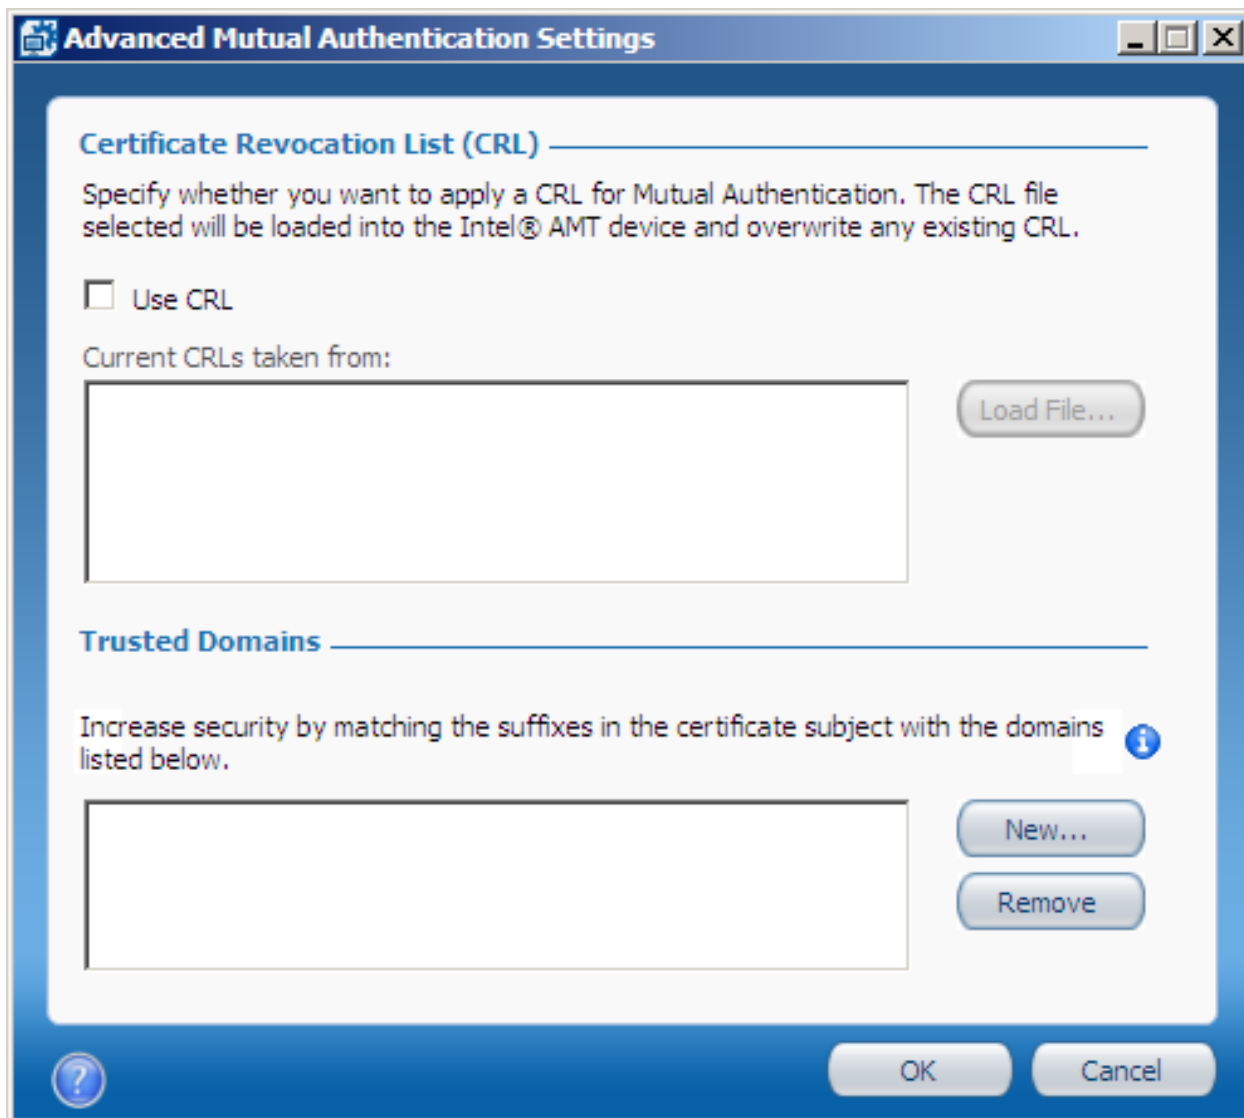 Advanced Mutual Authentication Settings
Certificate Revocation List (CRL)
Specify whether you want to apply a CRL for Mutual Authentication. The CRL file
selected will be loaded into the Intel® AMT device and overwrite any existing CRL.
Use CRL
Current CRLs taken from:
Load File...
Trusted Domains
Increase security by matching the suffixes in the certificate subject with the domains
listed below.
New...
Remove
OK
Cancel